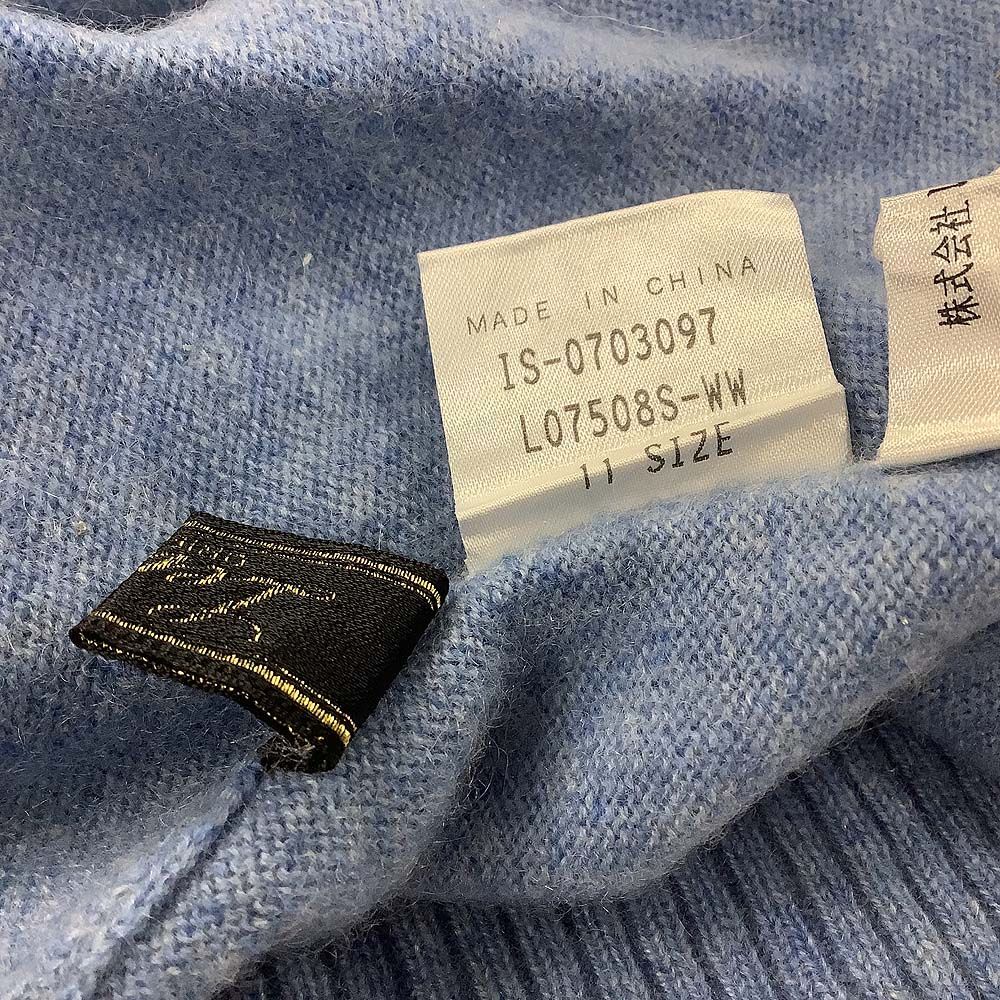 MADE IN CHINA
IS-0703097
L07508S-WW
11 SIZE
株式会社